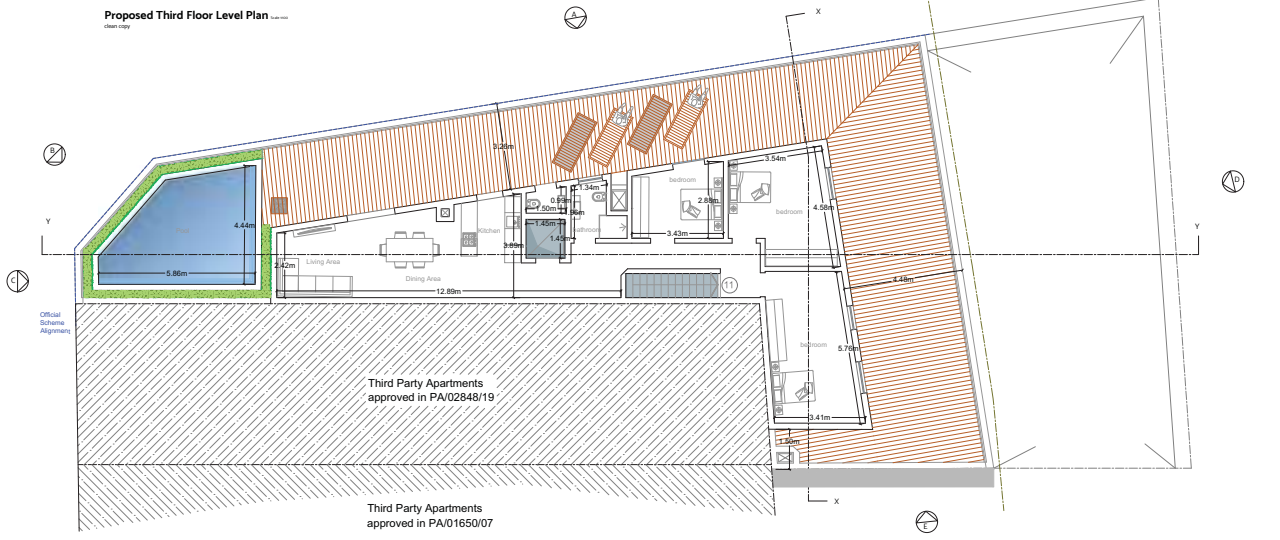 Proposed Third Floor Level Plan
clean copy
A
X
B
D
3.26m
3.54m
1.34m
bedroom
0.99m
2.88m
1.50m
1.96m
4.58m
bedroom
4.44m
Pool
Y
Y
1.45m
Kitchen
bathroom
3.43m
3.89m
1.45m
Living Area
2.42m
5.86m
Dining Area
C
4.48m
11
12.89m
Official
Scheme
Alignment
bedroom
5.76m
Third Party Apartments
approved in PA/02848/19
3.41m
1.50m
X
Third Party Apartments
approved in PA/01650/07
E